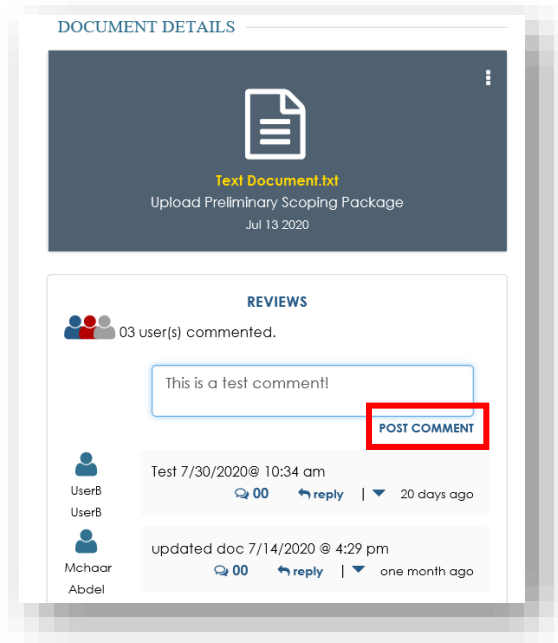 DOCUMENT DETAILS
Text Document.txt
Upload Preliminary Scoping Package
Jul 13 2020
REVIEWS
03 user(s) commented.
This is a test comment!
POST COMMENT
UserB
UserB
Test 7/30/2020@ 10:34 am
00 reply | 20 days ago
Mchaar
Abdel
updated doc 7/14/2020 @ 4:29 pm
00 reply | one month ago